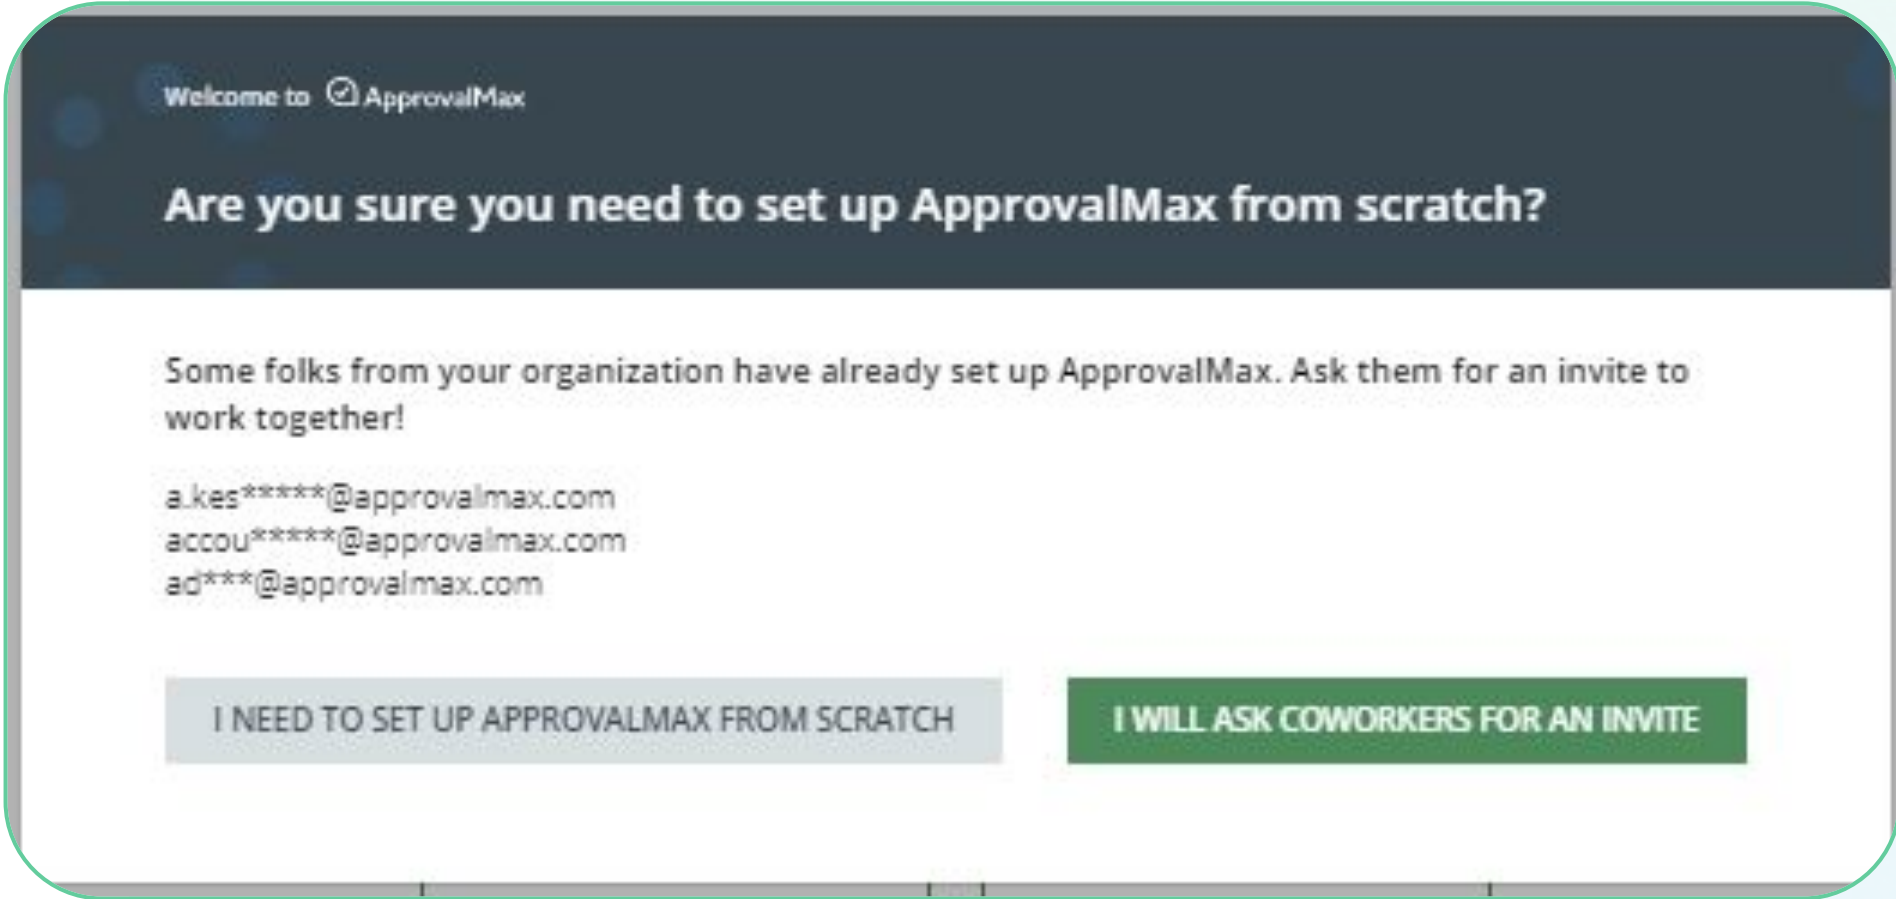 Welcome to ApprovalMax
Are you sure you need to set up ApprovalMax from scratch?
Some folks from your organization have already set up ApprovalMax. Ask them for an invite to
work together!
a.kes*****@approvalmax.com
accou*****@approvalmax.com
ad***@approvalmax.com
I NEED TO SET UP APPROVALMAX FROM SCRATCH
I WILL ASK COWORKERS FOR AN INVITE